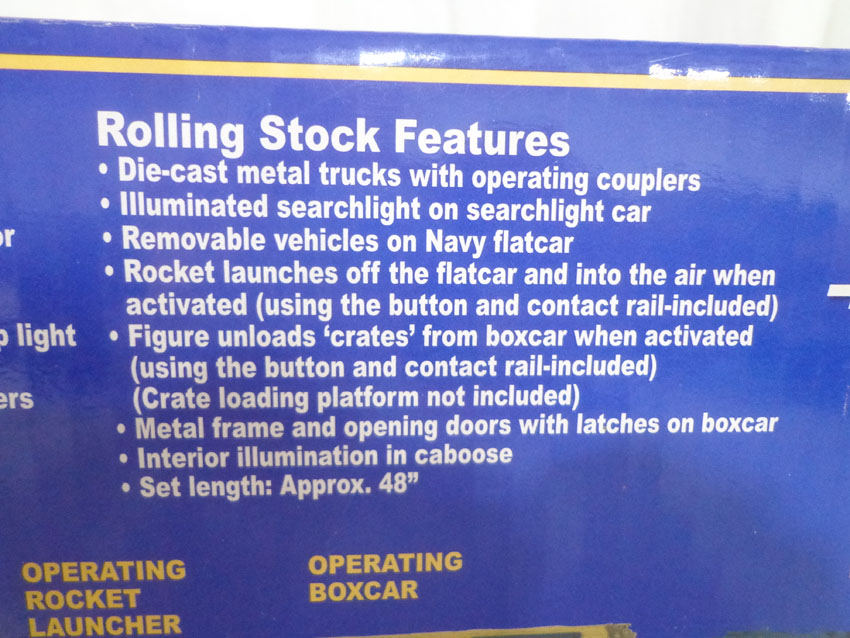 Rolling Stock Features
• Die-cast metal trucks with operating couplers
• Illuminated searchlight on searchlight car
• Removable vehicles on Navy flatcar
• Rocket launches off the flatcar and into the air when
activated (using the button and contact rail-included)
light • Figure unloads ‘crates’ from boxcar when activated
(using the button and contact rail-included)
(Crate loading platform not included)
• Metal frame and opening doors with latches on boxcar
• Interior illumination in caboose
• Set length: Approx. 48”
OPERATING
ROCKET
LAUNCHER
OPERATING
BOXCAR